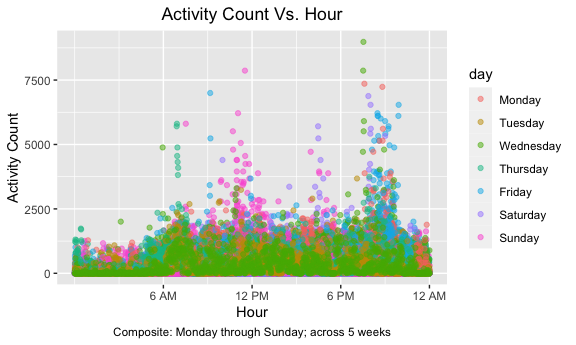 Activity Count Vs. Hour
Activity Count
7500
5000
2500
0
6 AM
12 PM
6 PM
12 AM
Hour
Composite: Monday through Sunday; across 5 weeks
day
Monday
Tuesday
Wednesday
Thursday
Friday
Saturday
Sunday